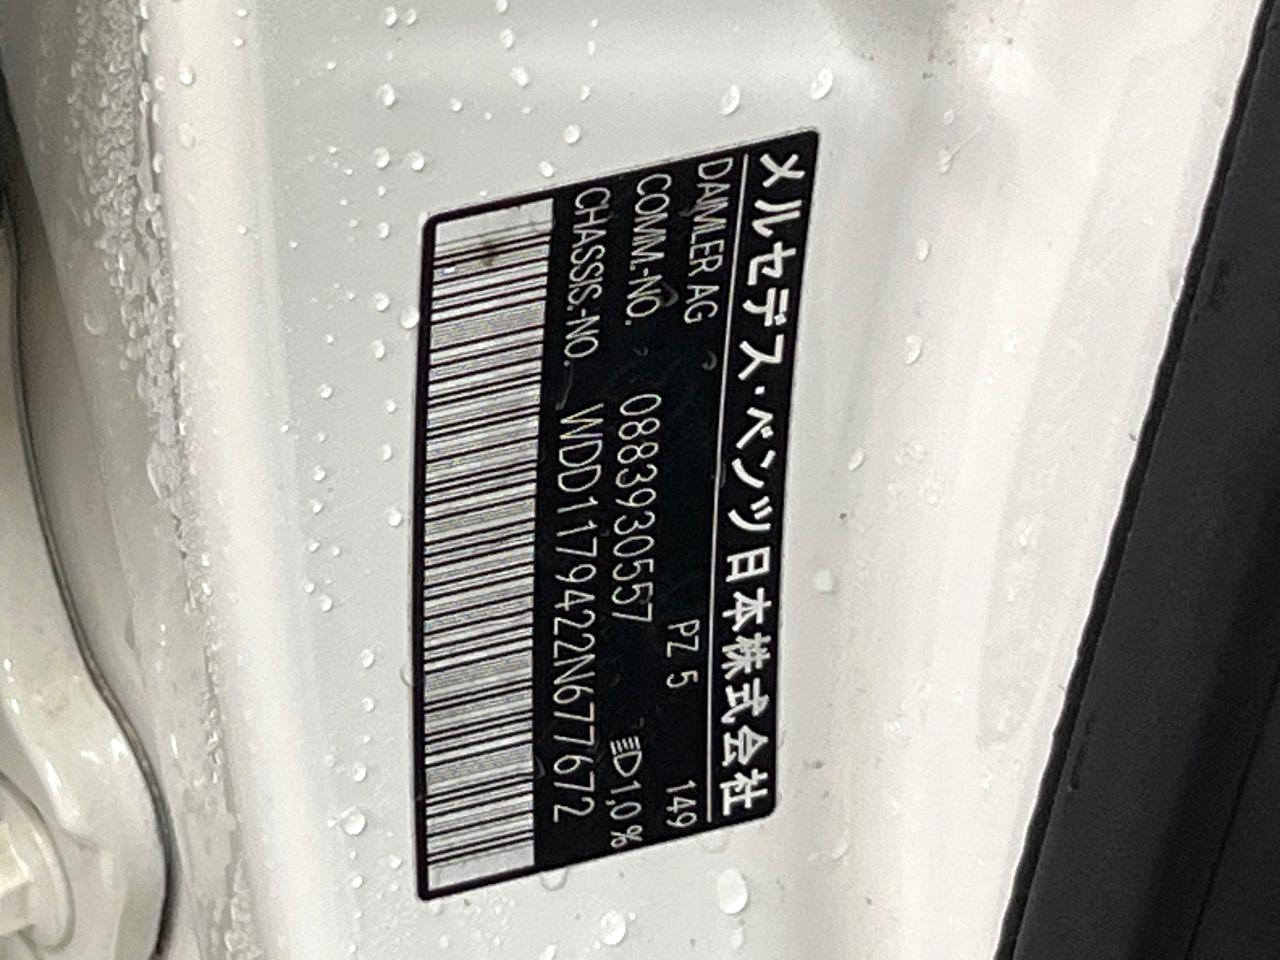 メルセデス・ベンツ日本株式会社
DAIMLER AG PZ 5 149
COMM.-NO. 0883930557 D1,0%
CHASSIS.-NO. WDD1179422N677672